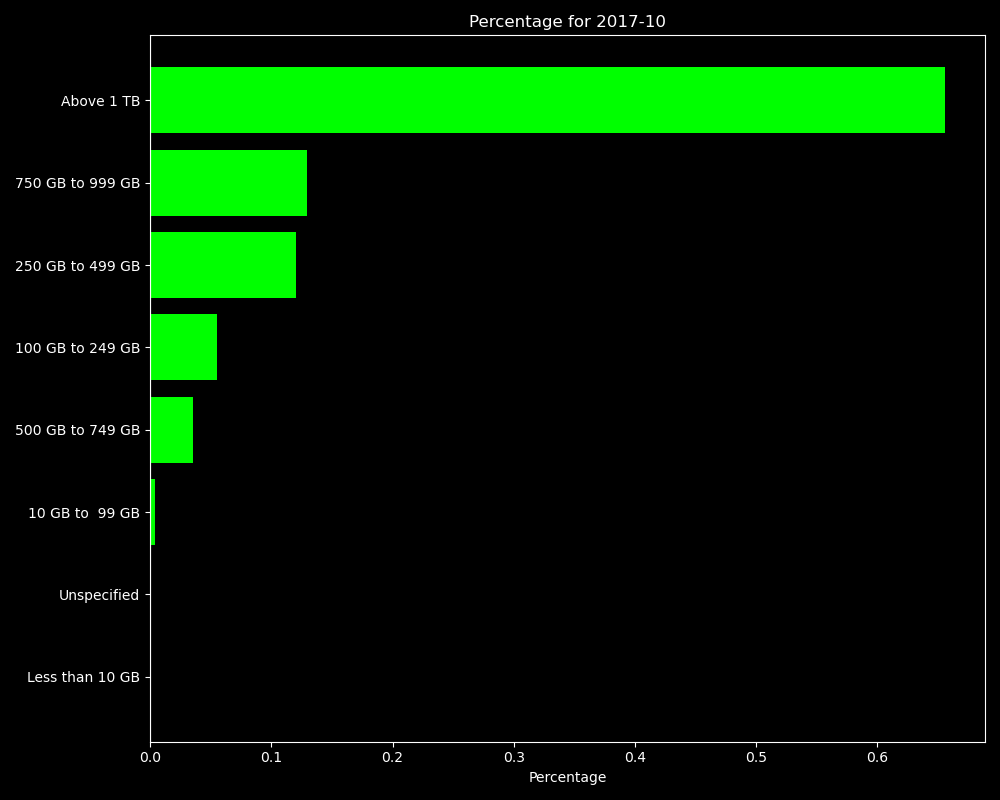 Percentage for 2017-10
Above 1 TB
750 GB to 999 GB
250 GB to 499 GB
100 GB to 249 GB
500 GB to 749 GB
10 GB to  99 GB
Unspecified
Less than 10 GB
0.0 0.1 0.2 0.3 0.4 0.5 0.6
Percentage